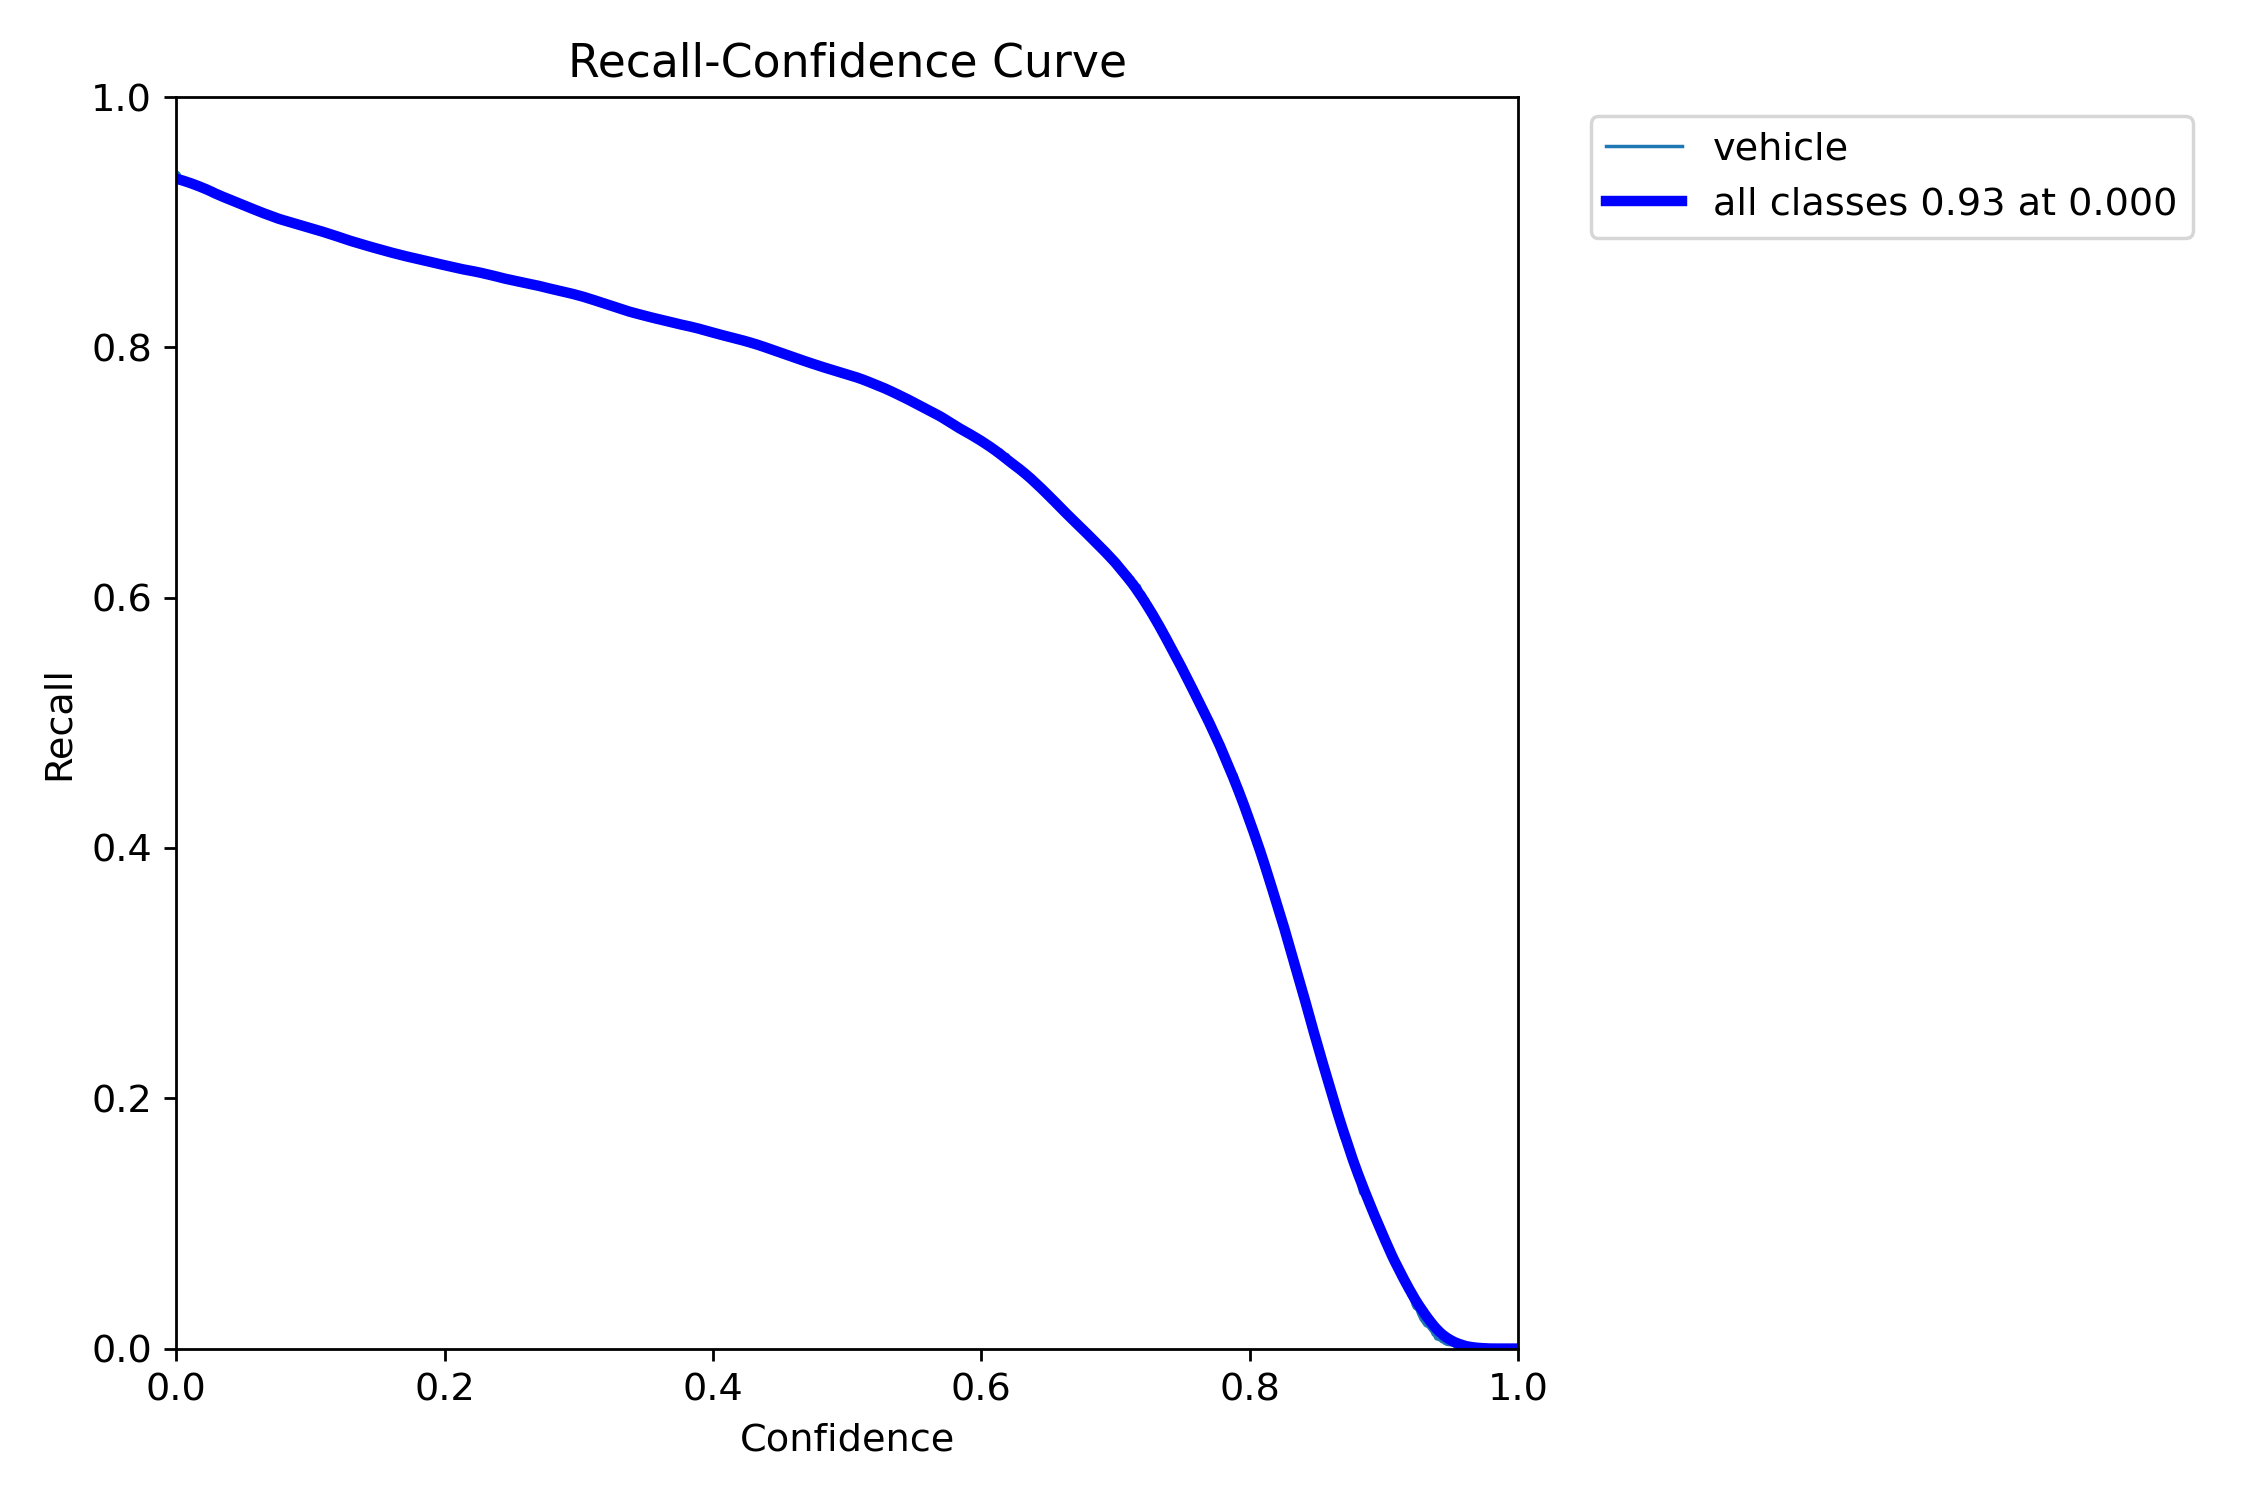 Recall-Confidence Curve
1.0
0.8
0.6
0.4
0.2
0.0
Recall
0.0 0.2 0.4 0.6 0.8 1.0
Confidence
vehicle
all classes 0.93 at 0.000